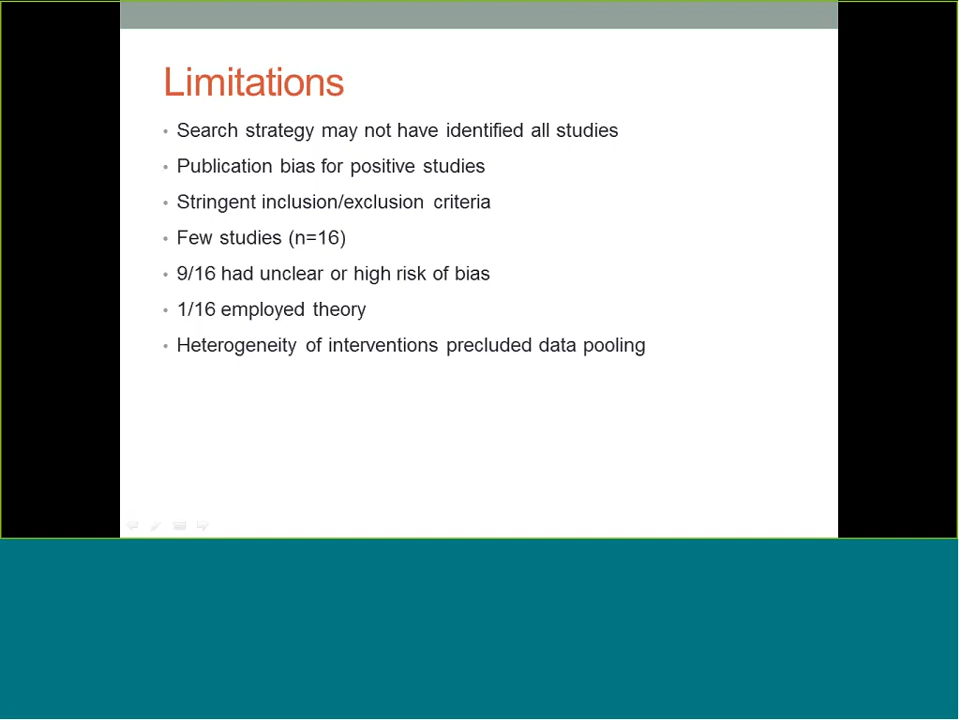 Limitations
• Search strategy may not have identified all studies
• Publication bias for positive studies
• Stringent inclusion/exclusion criteria
• Few studies (n=16)
• 9/16 had unclear or high risk of bias
• 1/16 employed theory
• Heterogeneity of interventions precluded data pooling